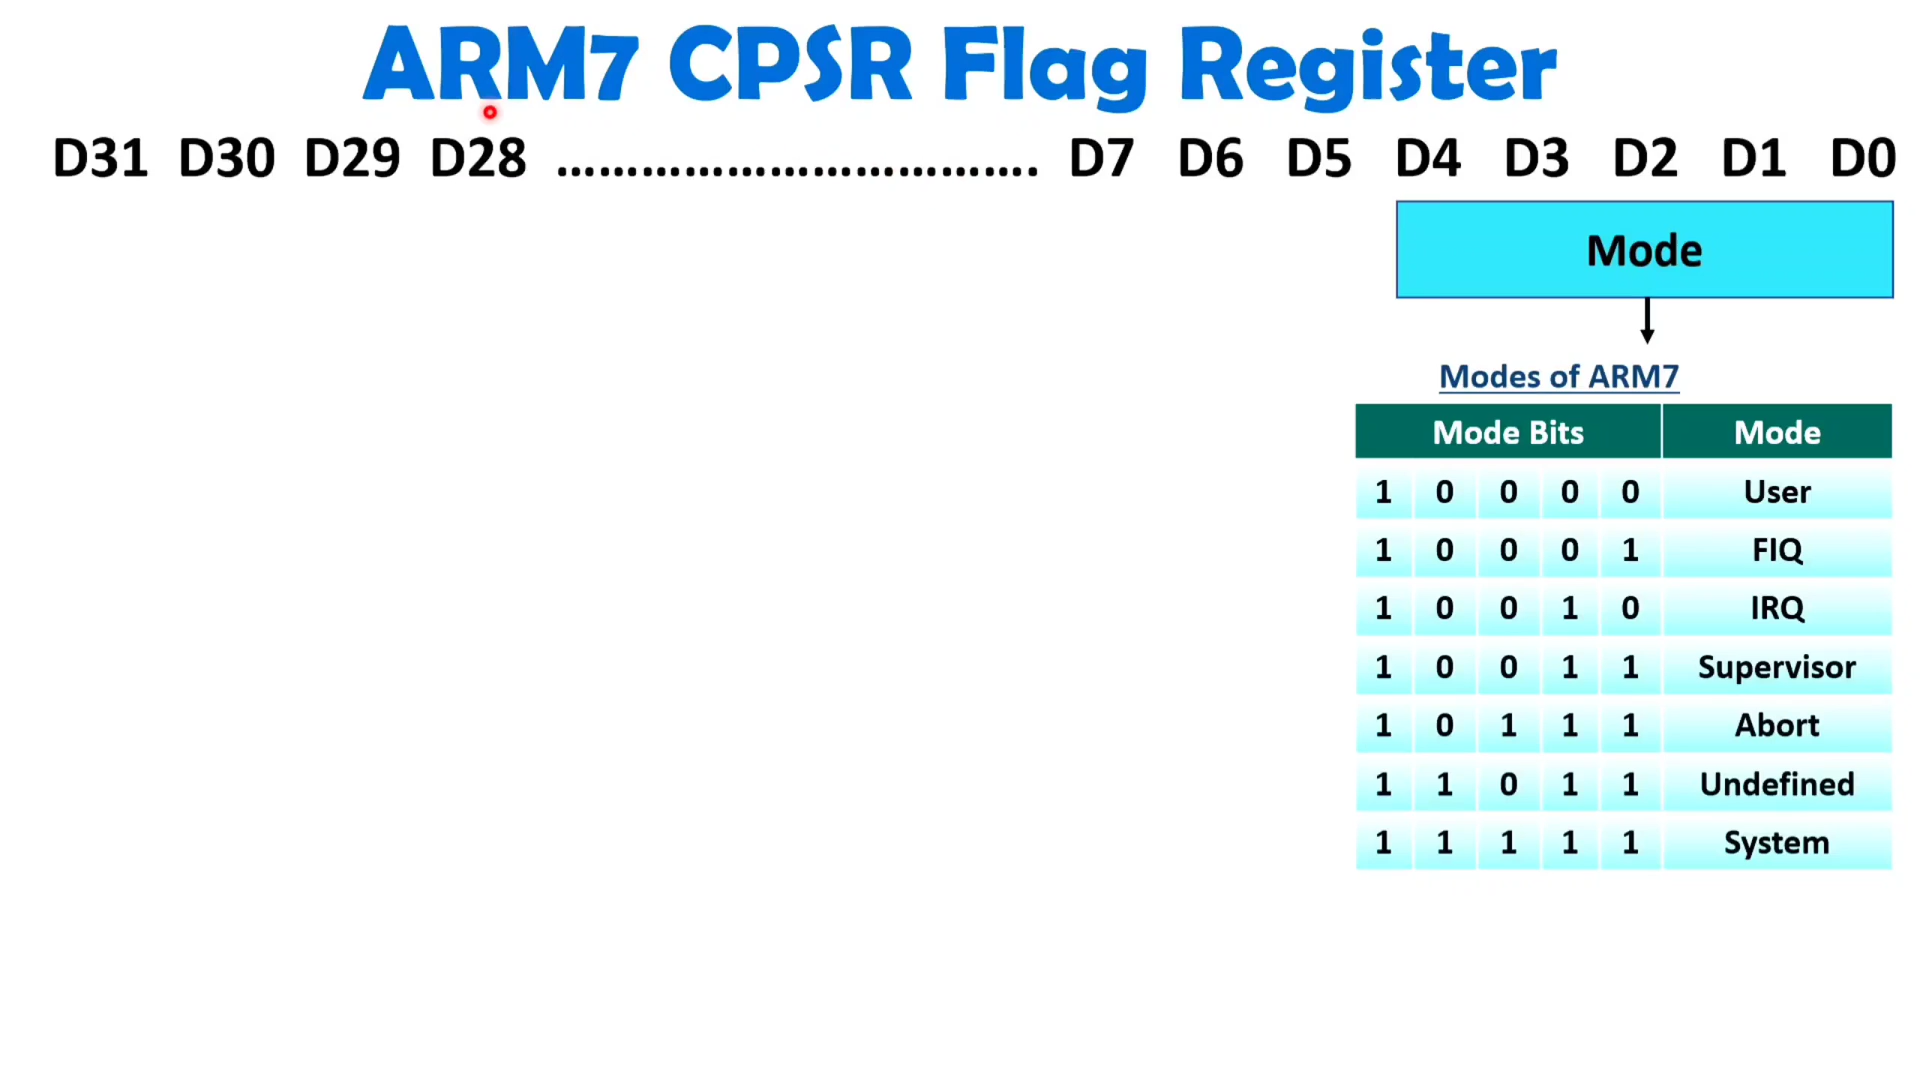 ARM7 CPSR Flag Register
D31 D30 D29 D28 .................................. D7 D6 D5 D4 D3 D2 D1 D0
Mode
Modes of ARM7
Mode Bits Mode
1 0 0 0 0 User
1 0 0 0 1 FIQ
1 0 0 1 0 IRQ
1 0 0 1 1 Supervisor
1 0 1 1 1 Abort
1 1 0 1 1 Undefined
1 1 1 1 1 System